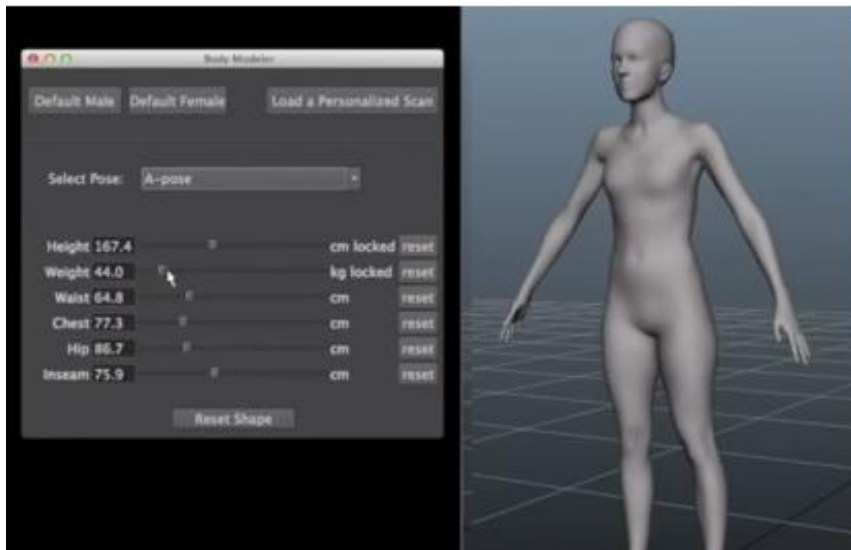 Body Modeler
Default Male Default Female Load a Personalized Scan
Select Pose: A-pose
Height 167.4 cm locked reset
Weight 44.0 kg locked reset
Waist 64.8 cm reset
Chest 77.3 cm reset
Hip 86.7 cm reset
Inseam 75.9 cm reset
Reset Shape